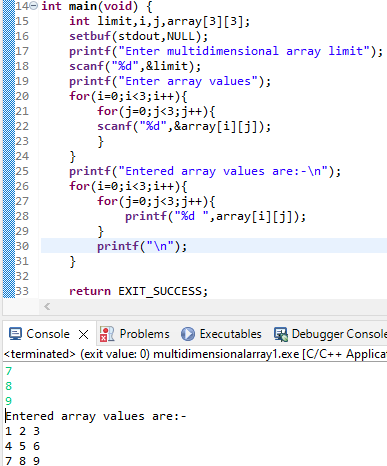 14 int main(void) {
15 int limit,i,j,array[3][3];
16 setbuf(stdout,NULL);
17 printf("Enter multidimensional array limit");
18 scanf("%d",&limit);
19 printf("Enter array values");
20 for(i=0;i<3;i++){
21 for(j=0;j<3;j++){
22 scanf("%d",&array[i][j]);
23 }
24 }
25 printf("Entered array values are:-\n");
26 for(i=0;i<3;i++){
27 for(j=0;j<3;j++){
28 printf("%d ",array[i][j]);
29 }
30 printf("\n");
31 }
32
33 return EXIT_SUCCESS;
Console Problems Executables Debugger Console
<terminated> (exit value: 0) multidimensionalarray1.exe [C/C++ Applicat
7
8
9
Entered array values are:-
1 2 3
4 5 6
7 8 9